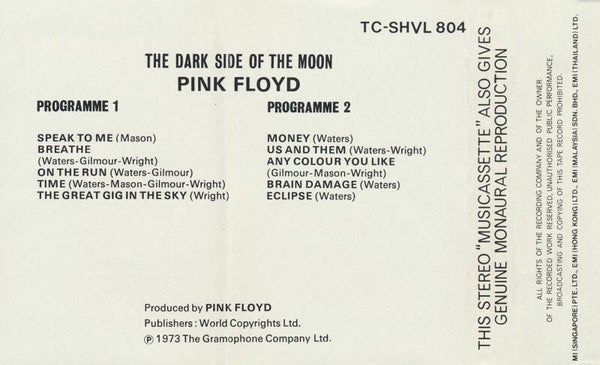 TC-SHVL 804
THE DARK SIDE OF THE MOON
PINK FLOYD
PROGRAMME 1
SPEAK TO ME (Mason)
BREATHE
(Waters-Gilmour-Wright)
ON THE RUN (Waters-Gilmour)
TIME (Waters-Mason-Gilmour-Wright)
THE GREAT GIG IN THE SKY (Wright)
PROGRAMME 2
MONEY (Waters)
US AND THEM (Waters-Wright)
ANY COLOUR YOU LIKE
(Gilmour-Mason-Wright)
BRAIN DAMAGE (Waters)
ECLIPSE (Waters)
Produced by PINK FLOYD
Publishers: World Copyrights Ltd.
Ⓟ 1973 The Gramophone Company Ltd.
THIS STEREO "MUSICASSETTE" ALSO GIVES
GENUINE MONAURAL REPRODUCTION
ALL RIGHTS OF THE RECORDING COMPANY AND OF THE OWNER
OF THE RECORDED WORK RESERVED, UNAUTHORISED PUBLIC PERFORMANCE,
BROADCASTING AND COPYING OF THIS TAPE RECORD PROHIBITED.
MI (SINGAPORE) PTE. LTD., EMI (HONG KONG) LTD., EMI (MALAYSIA) SDN. BHD., EMI (THAILAND) LTD.